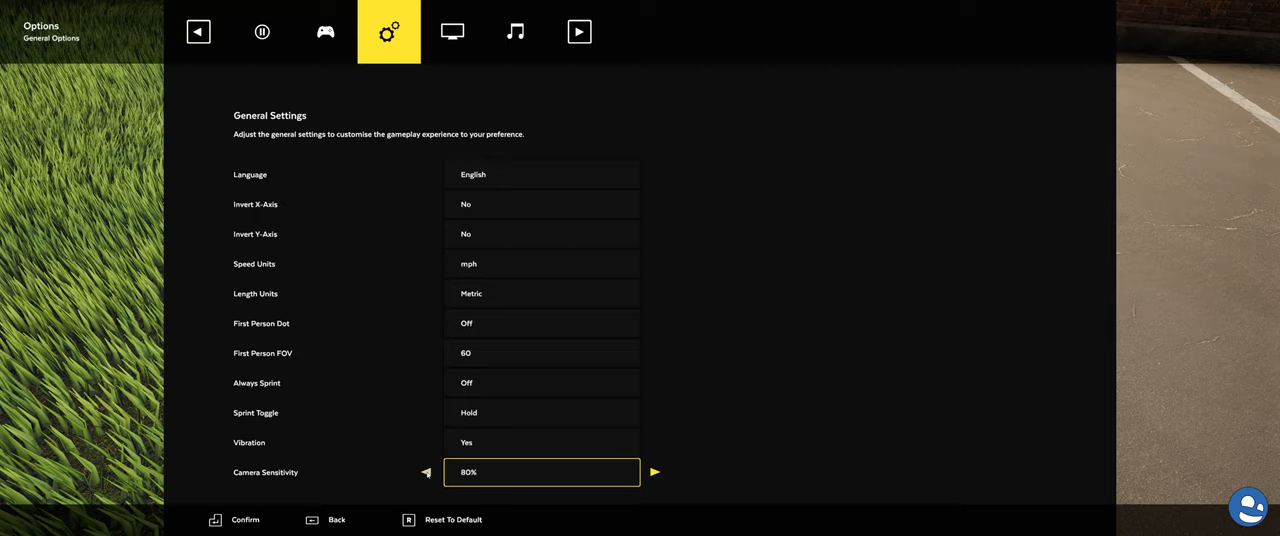 Options
General Options
General Settings
Adjust the general settings to customise the gameplay experience to your preference.
Language English
Invert X-Axis No
Invert Y-Axis No
Speed Units mph
Length Units Metric
First Person Dot Off
First Person FOV 60
Always Sprint Off
Sprint Toggle Hold
Vibration Yes
Camera Sensitivity 80%
Confirm Back R Reset To Default